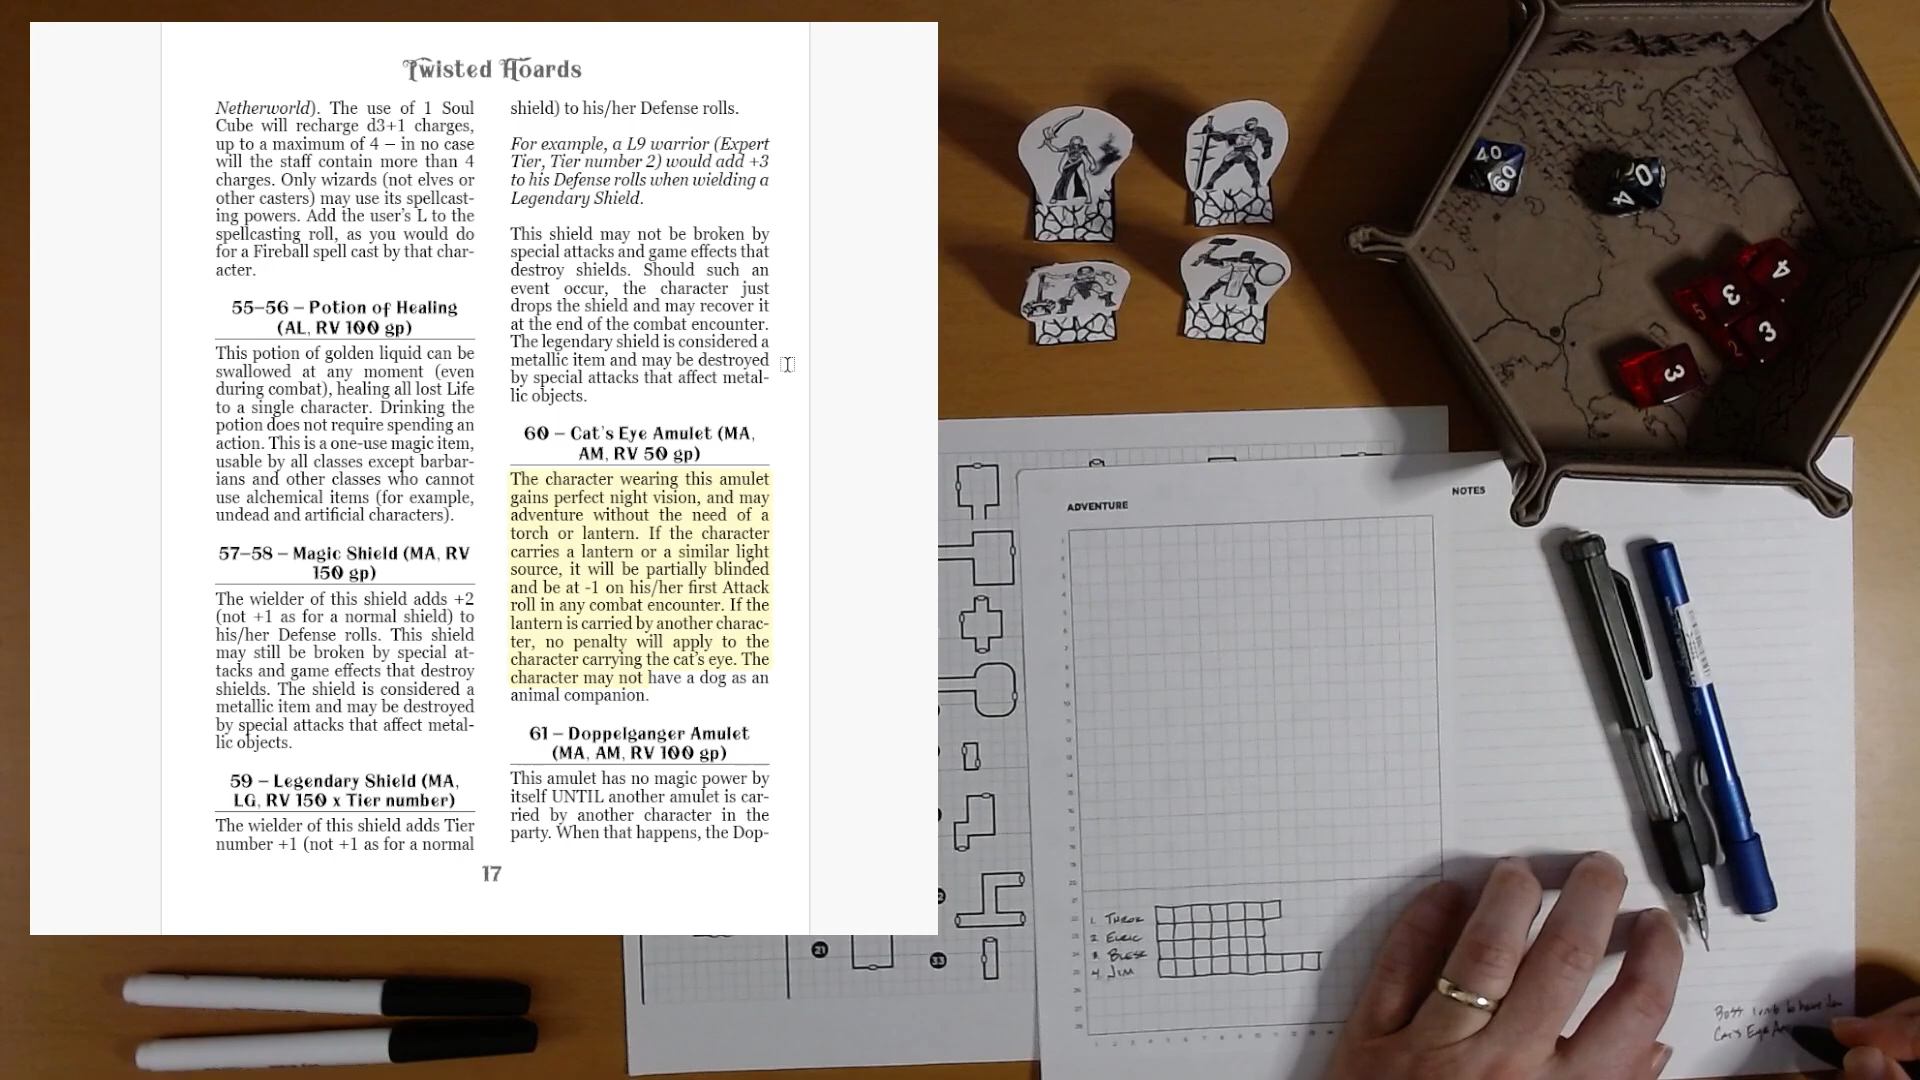 Twisted Hoards
Netherworld). The use of 1 Soul
Cube will recharge d3+1 charges,
up to a maximum of 4 – in no case
will the staff contain more than 4
charges. Only wizards (not elves or
other casters) may use its spellcast-
ing powers. Add the user's L to the
spellcasting roll, as you would do
for a Fireball spell cast by that char-
acter.
55–56 – Potion of Healing
(AL, RV 100 gp)
This potion of golden liquid can be
swallowed at any moment (even
during combat), healing all lost Life
to a single character. Drinking the
potion does not require spending an
action. This is a one-use magic item,
usable by all classes except barbar-
ians and other classes who cannot
use alchemical items (for example,
undead and artificial characters).
57–58 – Magic Shield (MA, RV
150 gp)
The wielder of this shield adds +2
(not +1 as for a normal shield) to
his/her Defense rolls. This shield
may still be broken by special at-
tacks and game effects that destroy
shields. The shield is considered a
metallic item and may be destroyed
by special attacks that affect metal-
lic objects.
59 – Legendary Shield (MA,
LG, RV 150 x Tier number)
The wielder of this shield adds Tier
number +1 (not +1 as for a normal
shield) to his/her Defense rolls.
For example, a L9 warrior (Expert
Tier, Tier number 2) would add +3
to his Defense rolls when wielding a
Legendary Shield.
This shield may not be broken by
special attacks and game effects that
destroy shields. Should such an
event occur, the character just
drops the shield and may recover it
at the end of the combat encounter.
The legendary shield is considered a
metallic item and may be destroyed
by special attacks that affect metal-
lic objects.
60 – Cat's Eye Amulet (MA,
AM, RV 50 gp)
The character wearing this amulet
gains perfect night vision, and may
adventure without the need of a
torch or lantern. If the character
carries a lantern or a similar light
source, it will be partially blinded
and be at -1 on his/her first Attack
roll in any combat encounter. If the
lantern is carried by another charac-
ter, no penalty will apply to the
character carrying the cat's eye. The
character may not have a dog as an
animal companion.
61 – Doppelganger Amulet
(MA, AM, RV 100 gp)
This amulet has no magic power by
itself UNTIL another amulet is car-
ried by another character in the
party. When that happens, the Dop-
17
40
60
0
4
4
3
5
3
2
3
ADVENTURE
NOTES
1. Thror
2. Elric
3. Blesk
4. Jim
21
33
Boss
Cat's Eye